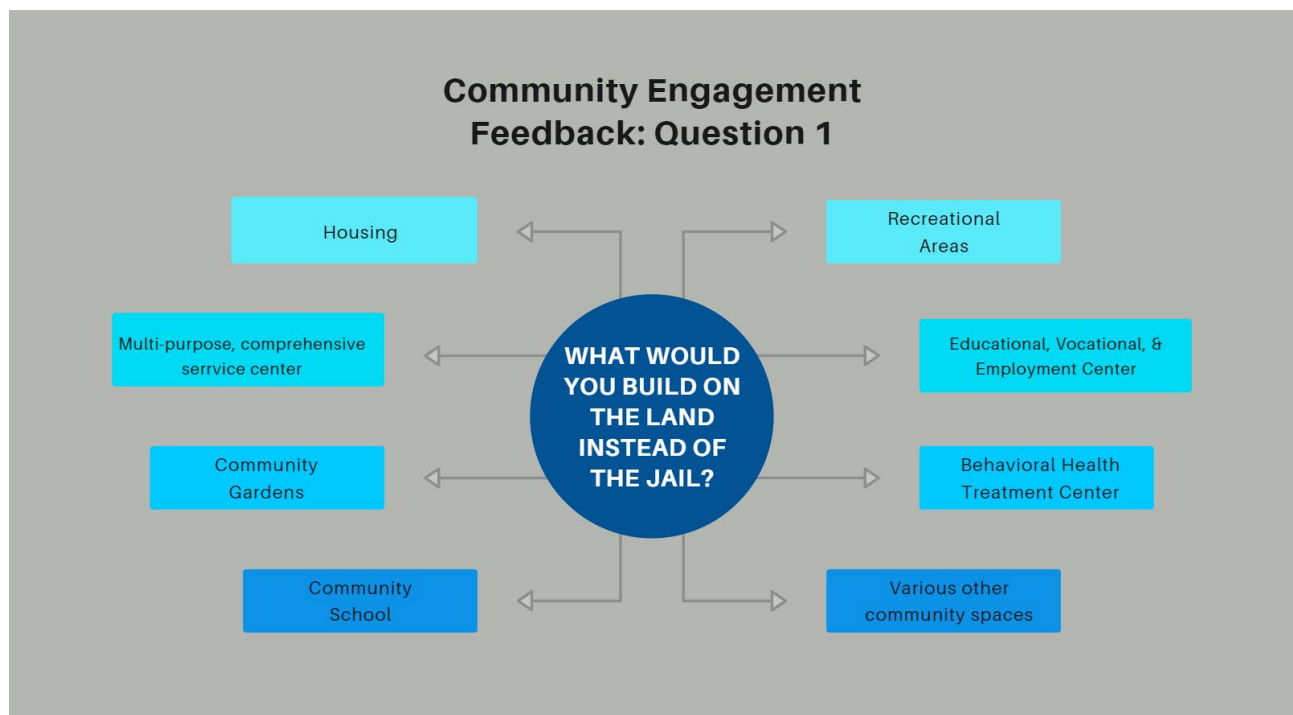 Community Engagement
Feedback: Question 1
Housing
Recreational
Areas
Multi-purpose, comprehensive
serrvice center
WHAT WOULD
YOU BUILD ON
THE LAND
INSTEAD OF
THE JAIL?
Educational, Vocational, &
Employment Center
Community
Gardens
Behavioral Health
Treatment Center
Community
School
Various other
community spaces